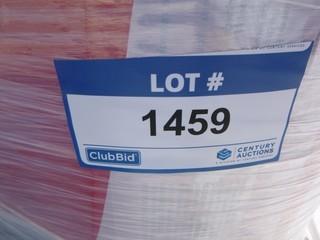 LOT #
1459
ClubBid
CENTURY
AUCTIONS